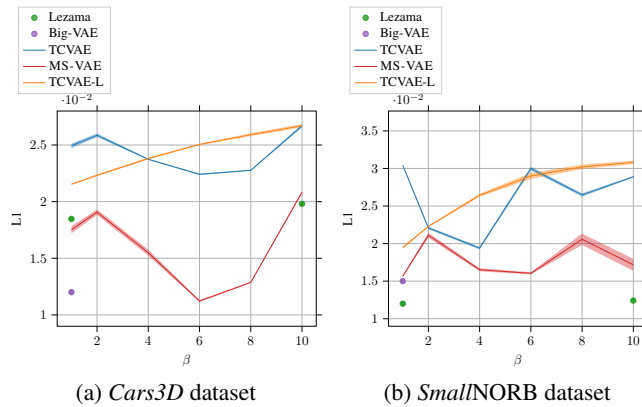 Lezama
Big-VAE
TCVAE
MS-VAE
TCVAE-L
·10⁻²
2.5
2
1.5
1
L1
2 4 6 8 10
β
(a) Cars3D dataset
Lezama
Big-VAE
TCVAE
MS-VAE
TCVAE-L
·10⁻²
3.5
3
2.5
2
1.5
1
L1
2 4 6 8 10
β
(b) SmallNORB dataset